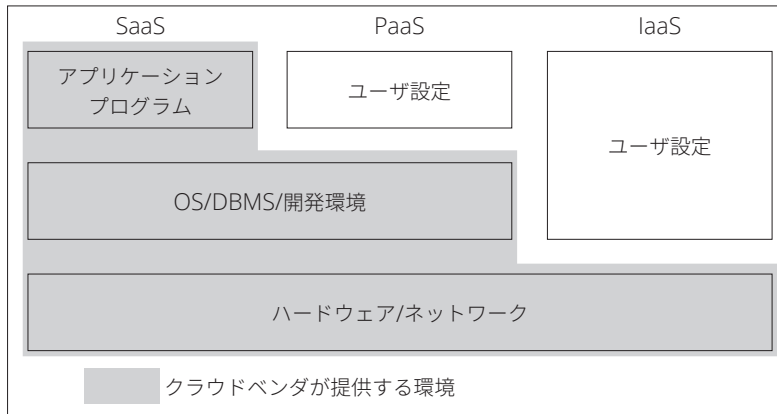 SaaS PaaS IaaS
アプリケーション
プログラム
ユーザ設定
ユーザ設定
OS/DBMS/開発環境
ハードウェア/ネットワーク
クラウドベンダが提供する環境